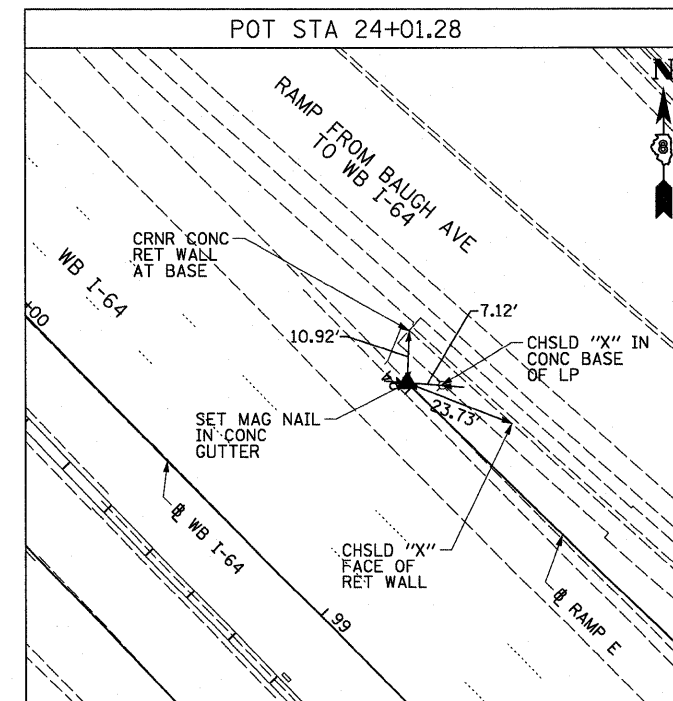 POT STA 24+01.28
N
8
RAMP FROM BAUGH AVE
TO WB I-64
CRNR CONC
RET WALL
AT BASE
WB I-64
+00
10.92'
7.12'
CHSLD "X" IN
CONC BASE
OF LP
23.73'
SET MAG NAIL
IN CONC
GUTTER
WB I-64
CHSLD "X"
FACE OF
RET WALL
RAMP E
99